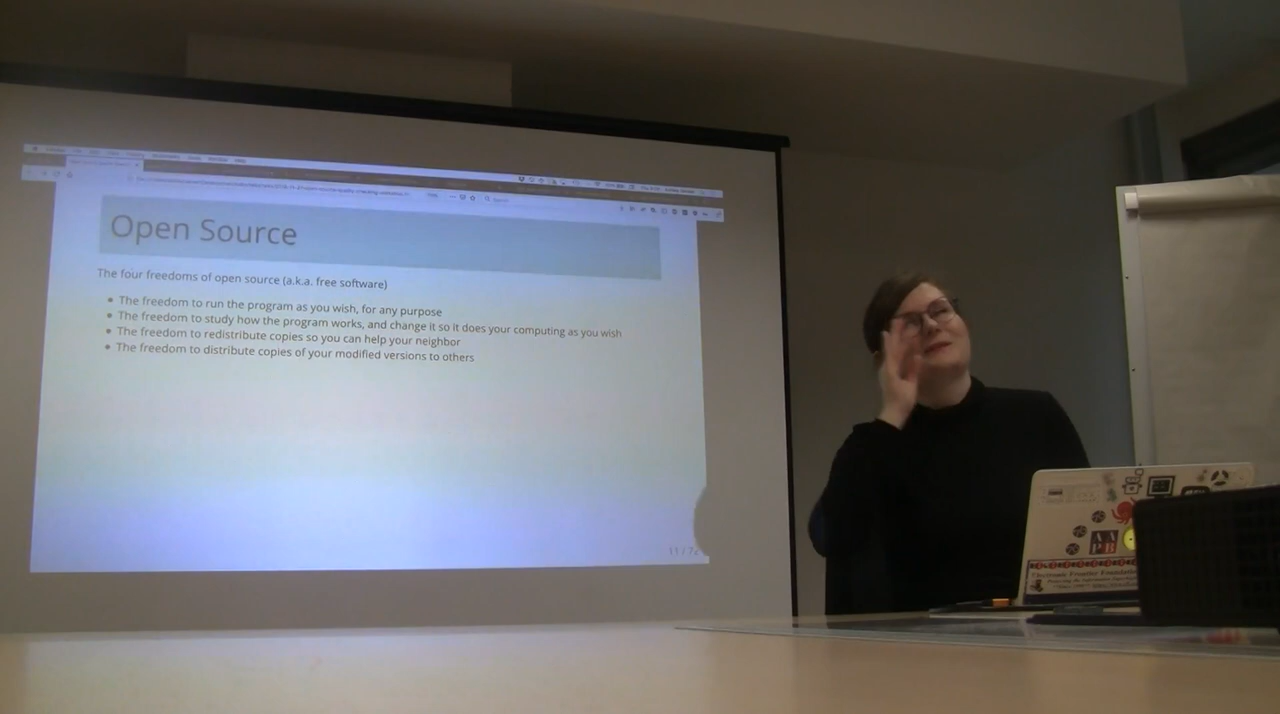 Open Source
The four freedoms of open source (a.k.a. free software)
The freedom to run the program as you wish, for any purpose
The freedom to study how the program works, and change it so it does your computing as you wish
The freedom to redistribute copies so you can help your neighbor
The freedom to distribute copies of your modified versions to others
A A
P B
Electronic Frontier Foundation